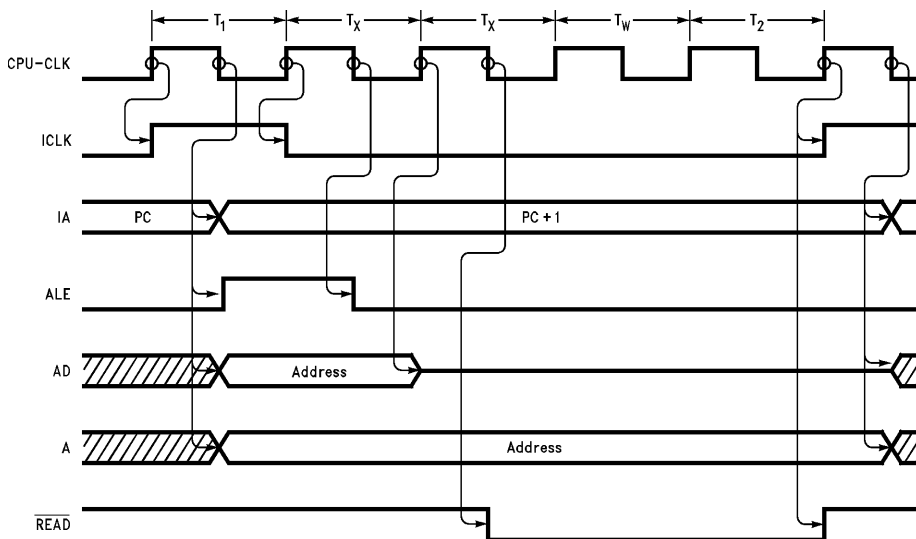 T1 TX TX TW T2
CPU-CLK
ICLK
IA PC PC + 1
ALE
AD Address
A Address
READ